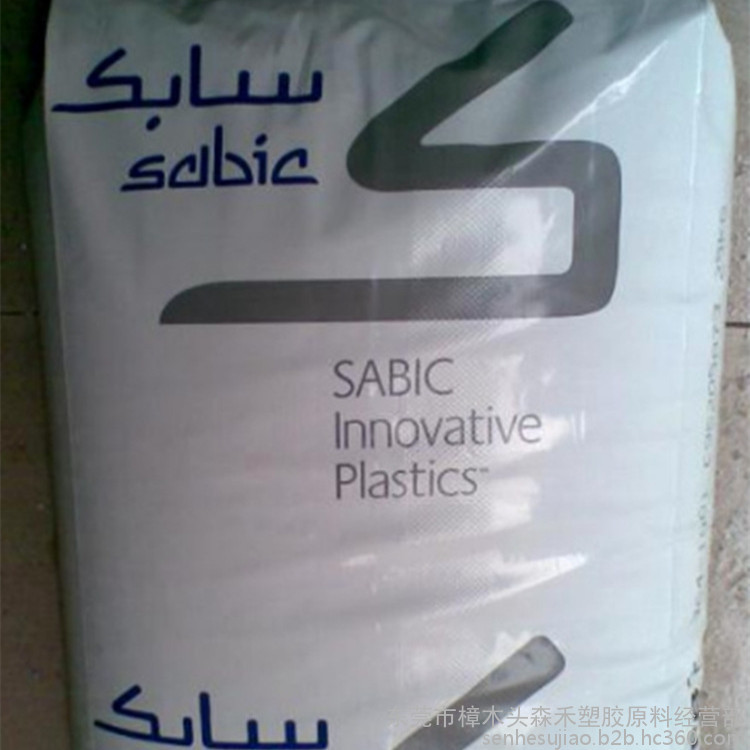 سابك
sabic
SABIC
Innovative
Plastics™
سابك
莞市樟木头森禾塑胶原料经营
senhesujiao.b2b.hc360.com